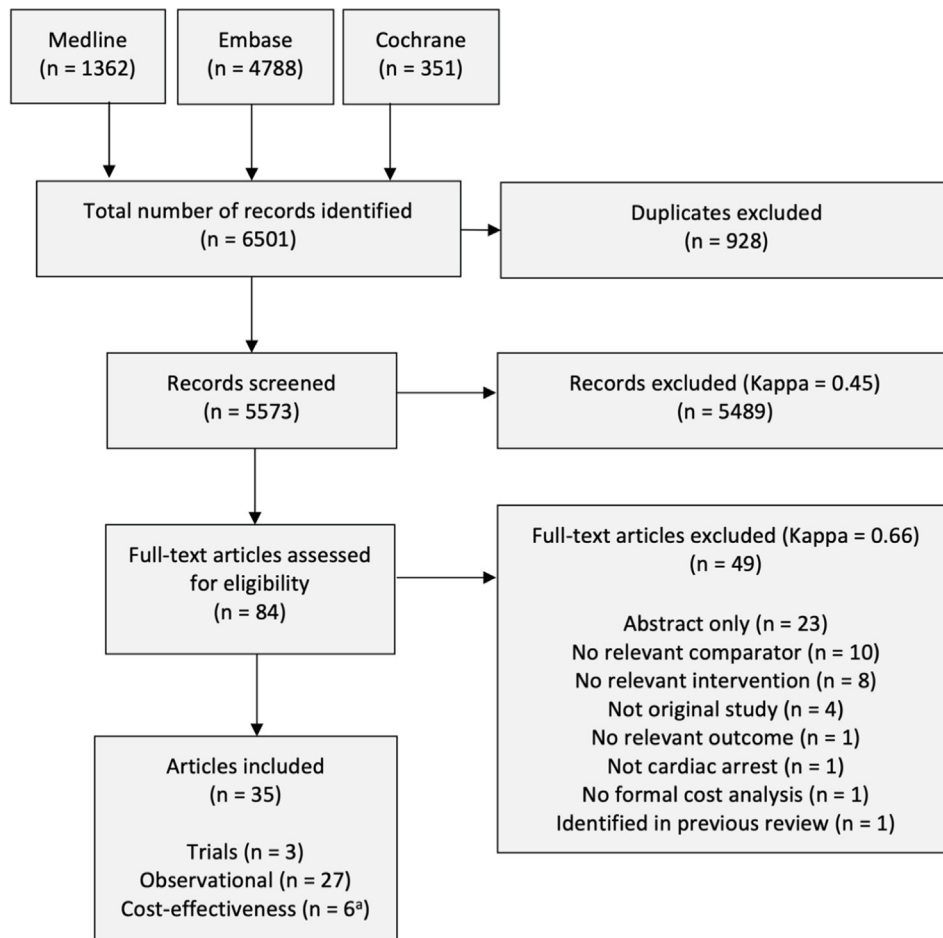 Medline
(n = 1362)
Embase
(n = 4788)
Cochrane
(n = 351)
Total number of records identified
(n = 6501)
Duplicates excluded
(n = 928)
Records screened
(n = 5573)
Records excluded (Kappa = 0.45)
(n = 5489)
Full-text articles assessed
for eligibility
(n = 84)
Full-text articles excluded (Kappa = 0.66)
(n = 49)
Abstract only (n = 23)
No relevant comparator (n = 10)
No relevant intervention (n = 8)
Not original study (n = 4)
No relevant outcome (n = 1)
Not cardiac arrest (n = 1)
No formal cost analysis (n = 1)
Identified in previous review (n = 1)
Articles included
(n = 35)
Trials (n = 3)
Observational (n = 27)
Cost-effectiveness (n = 6ᵃ)